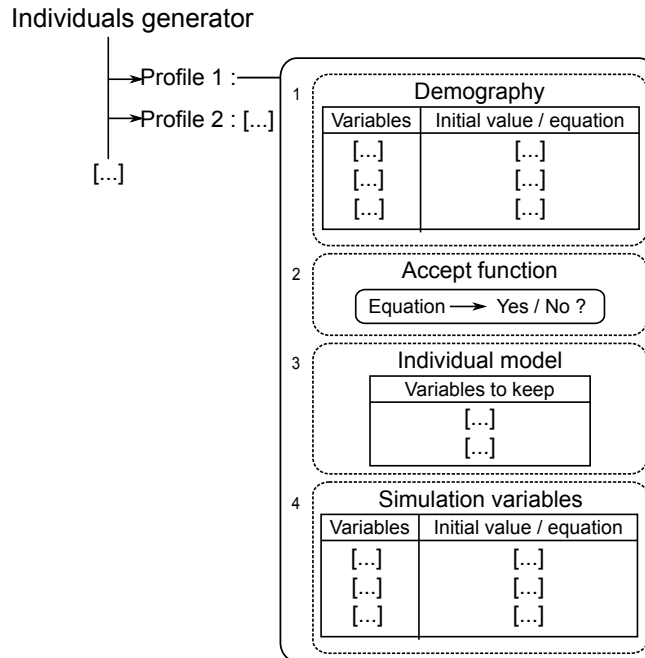 Individuals generator
Profile 1 :
Profile 2 : [...]
[...]
1
Demography
Variables Initial value / equation
[...] [...]
[...] [...]
[...] [...]
2
Accept function
Equation Yes / No ?
3
Individual model
Variables to keep
[...]
[...]
4
Simulation variables
Variables Initial value / equation
[...] [...]
[...] [...]
[...] [...]